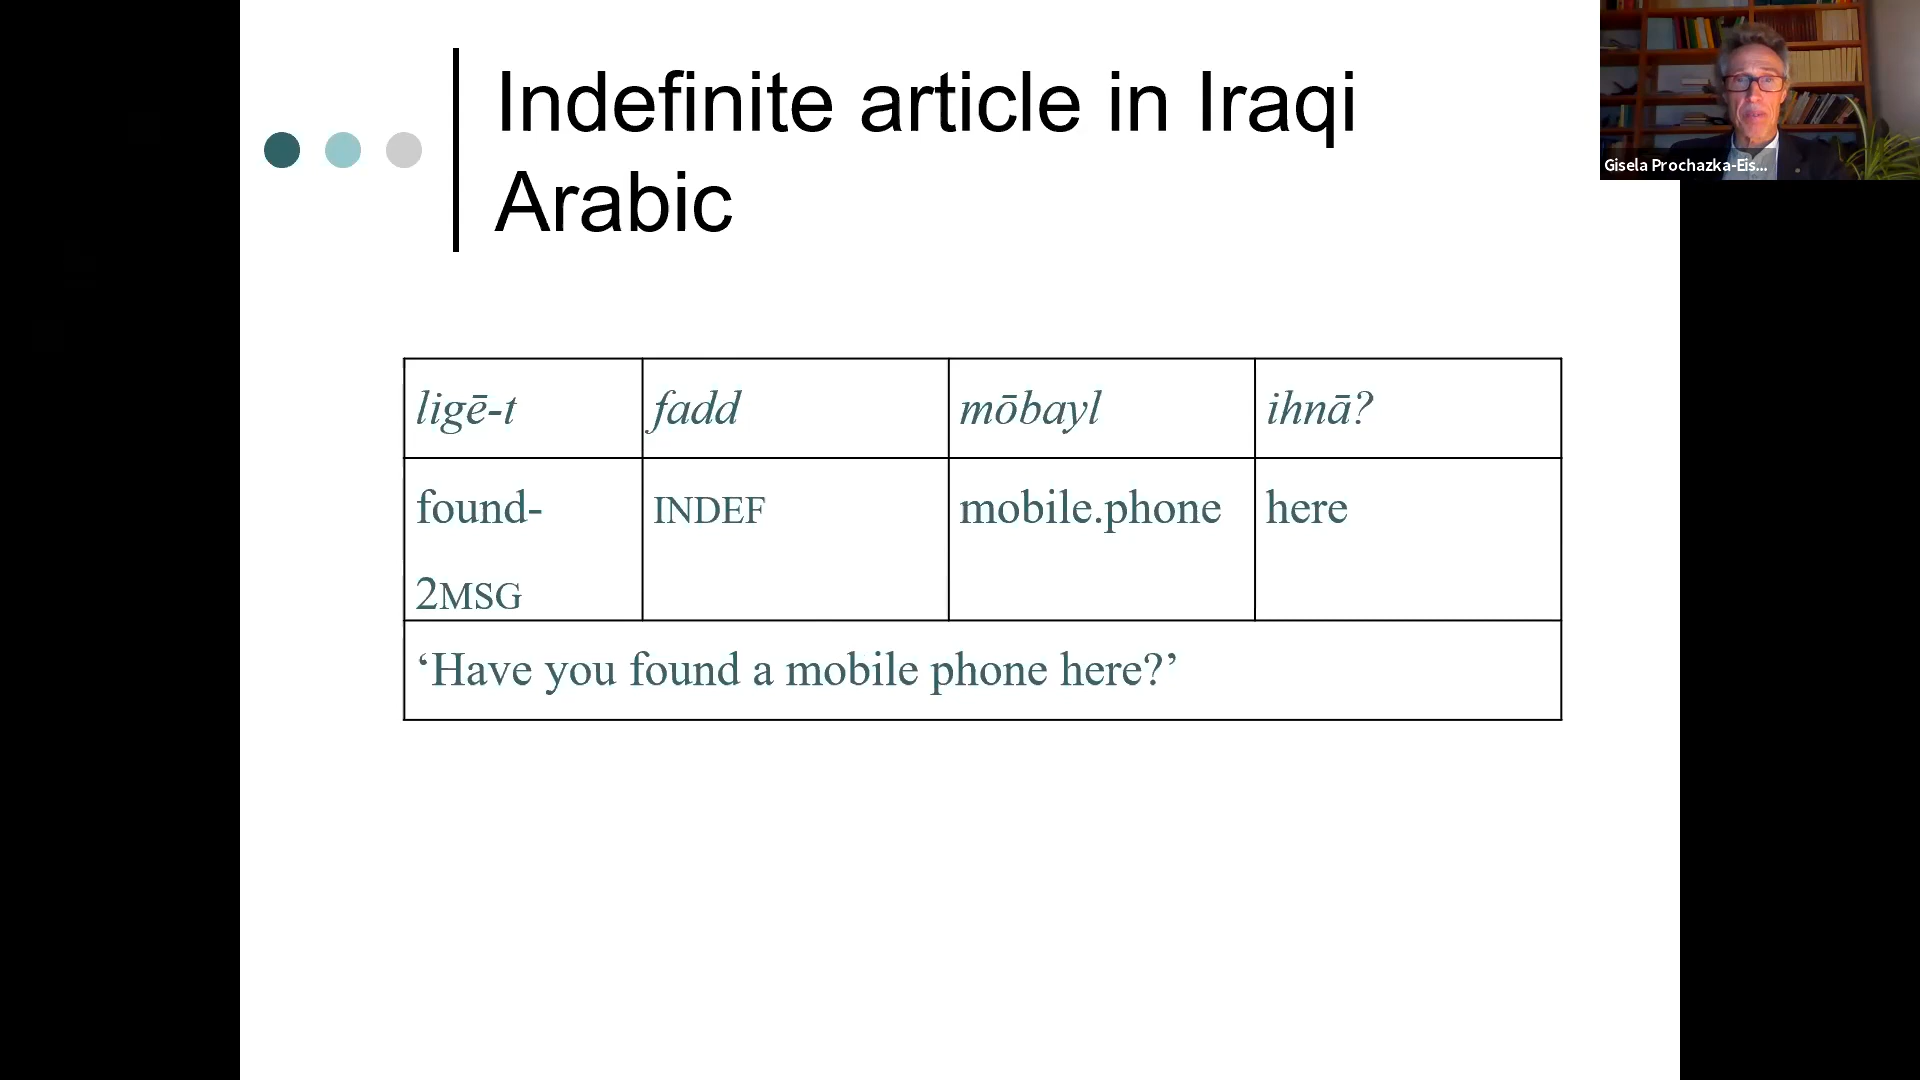 Indefinite article in Iraqi
Arabic
Gisela Prochazka-Eis...
ligē-t fadd mōbayl ihnā?
found- INDEF mobile.phone here
2MSG
‘Have you found a mobile phone here?’